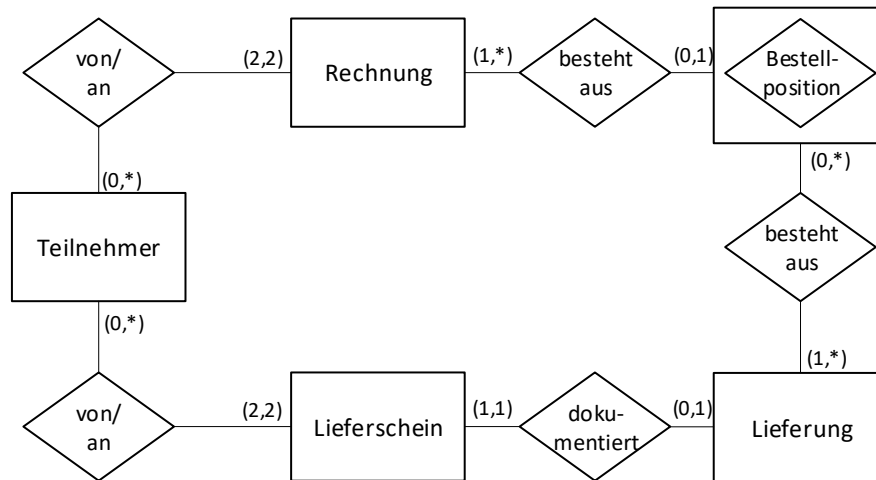 von/
an
(2,2)
Rechnung
(1,*)
besteht
aus
(0,1)
Bestell-
position
(0,*)
(0,*)
Teilnehmer
besteht
aus
(0,*)
(1,*)
von/
an
(2,2)
Lieferschein
(1,1)
doku-
mentiert
(0,1)
Lieferung